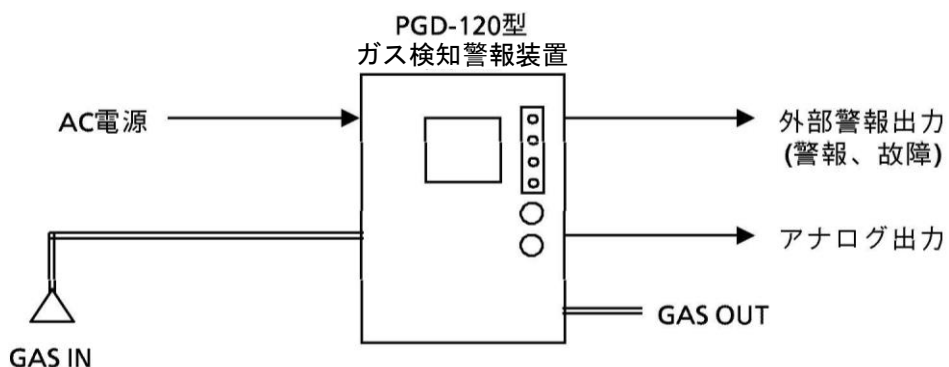 PGD-120型
ガス検知警報装置
AC電源
外部警報出力
(警報、故障)
アナログ出力
GAS OUT
GAS IN